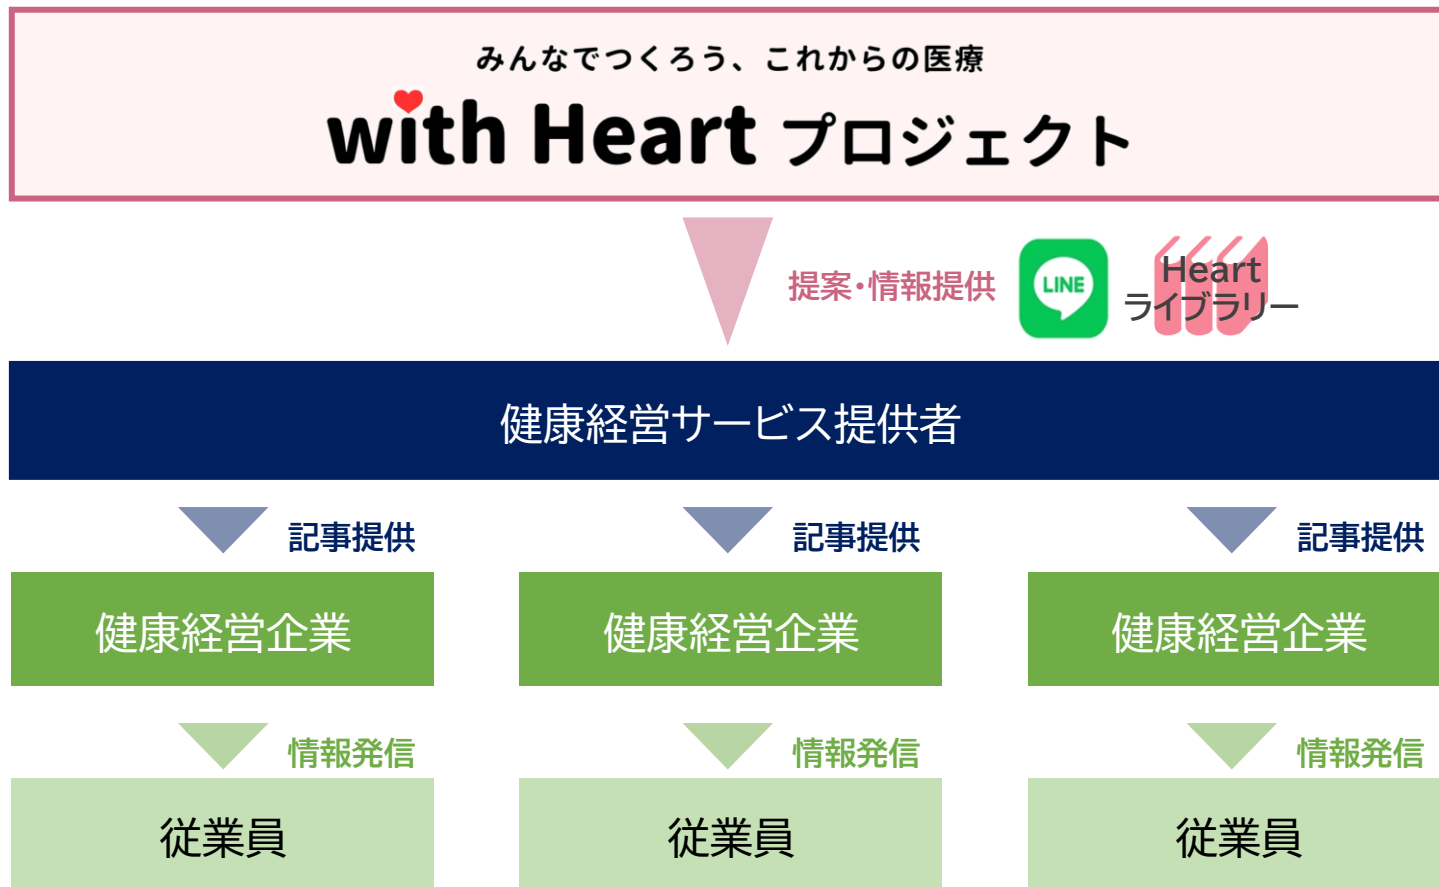 みんなでつくろう、これからの医療
with Heart プロジェクト
提案・情報提供
LINE
Heart
ライブラリー
健康経営サービス提供者
記事提供
記事提供
記事提供
健康経営企業
健康経営企業
健康経営企業
情報発信
情報発信
情報発信
従業員
従業員
従業員